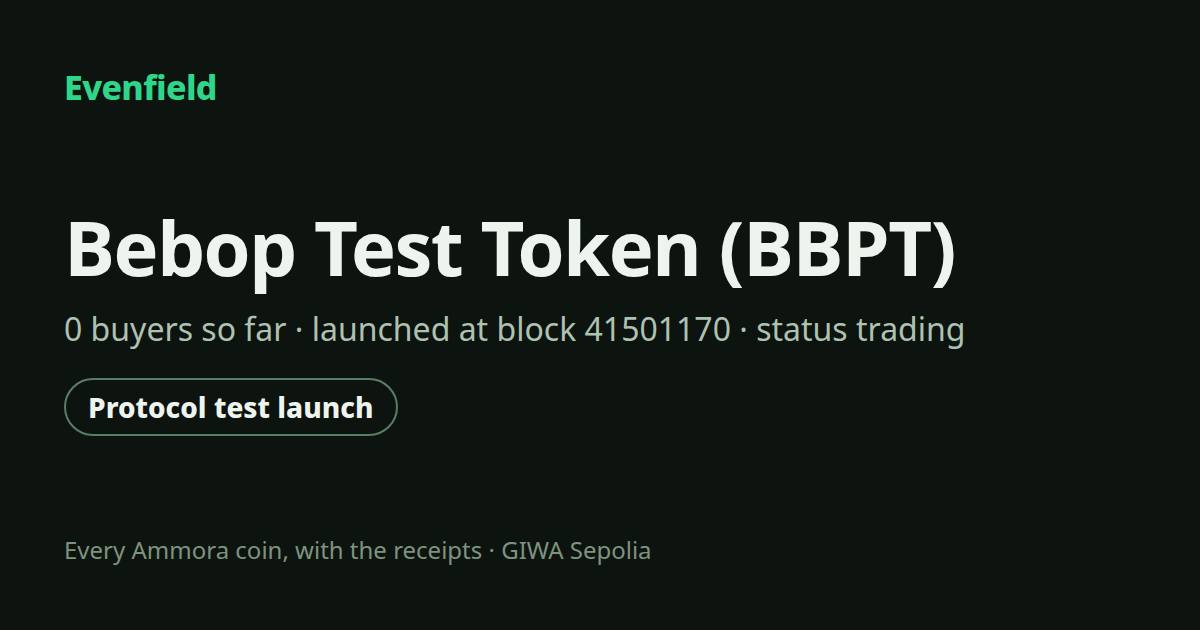 Evenfield
Bebop Test Token (BBPT)
0 buyers so far · launched at block 41501170 · status trading
Protocol test launch
Every Ammora coin, with the receipts · GIWA Sepolia